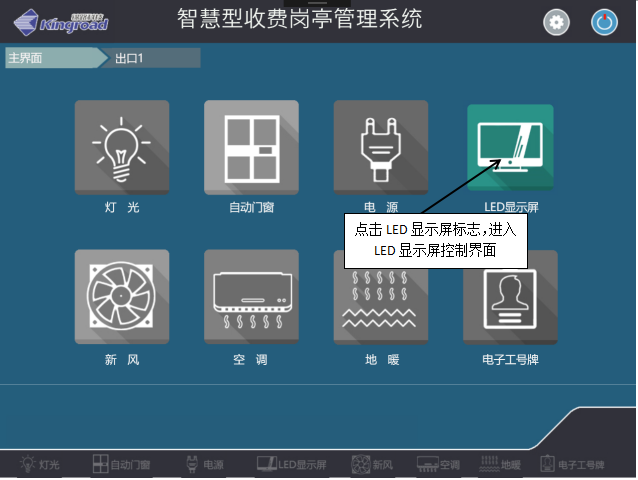 Kingroad
智慧型收费岗亭管理系统
主界面
出口1
灯 光
自动门窗
电 源
LED显示屏
点击 LED 显示屏标志，进入
LED 显示屏控制界面
新 风
空 调
地 暖
电子工号牌
灯光
自动门窗
电源
LED显示屏
新风
空调
地暖
电子工号牌